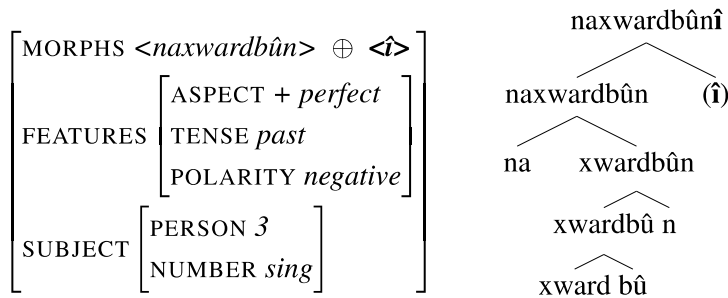 MORPHS <naxwardbûn> ⊕ <î>
FEATURES
ASPECT + perfect
TENSE past
POLARITY negative
SUBJECT
PERSON 3
NUMBER sing
naxwardbûnî
naxwardbûn (î)
na xwardbûn
xwardbû n
xward bû